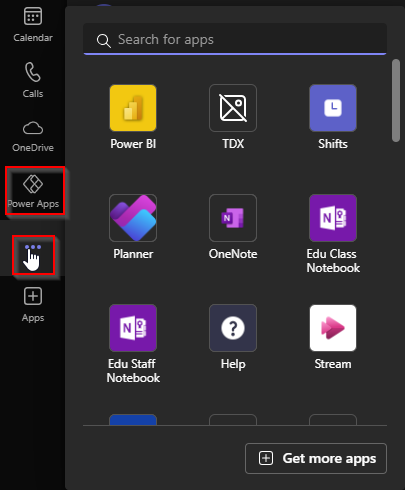 Calendar
Calls
OneDrive
Power Apps
Apps
Search for apps
Power BI
TDX
Shifts
Planner
OneNote
Edu Class
Notebook
Edu Staff
Notebook
Help
Stream
Get more apps